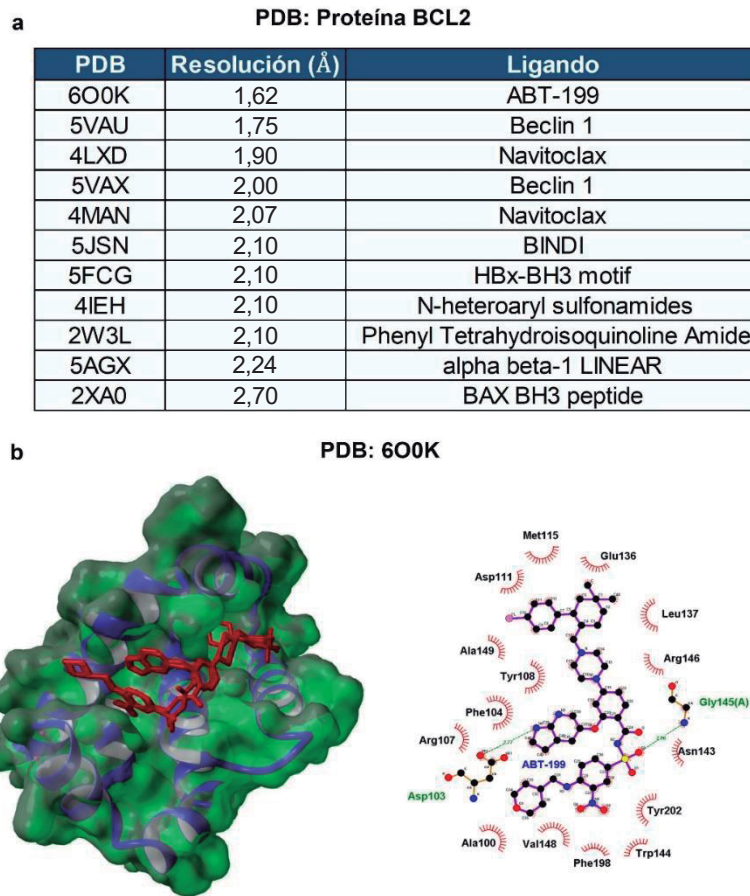 a
PDB: Proteína BCL2
PDB Resolución (Å) Ligando
6O0K 1,62 ABT-199
5VAU 1,75 Beclin 1
4LXD 1,90 Navitoclax
5VAX 2,00 Beclin 1
4MAN 2,07 Navitoclax
5JSN 2,10 BINDI
5FCG 2,10 HBx-BH3 motif
4IEH 2,10 N-heteroaryl sulfonamides
2W3L 2,10 Phenyl Tetrahydroisoquinoline Amide
5AGX 2,24 alpha beta-1 LINEAR
2XA0 2,70 BAX BH3 peptide
b
PDB: 6O0K
Met115
Glu136
Asp111
Leu137
Ala149
Arg146
Tyr108
Gly145(A)
Phe104
Arg107
Asn143
ABT-199
Asp103
Tyr202
Ala100
Val148
Trp144
Phe198